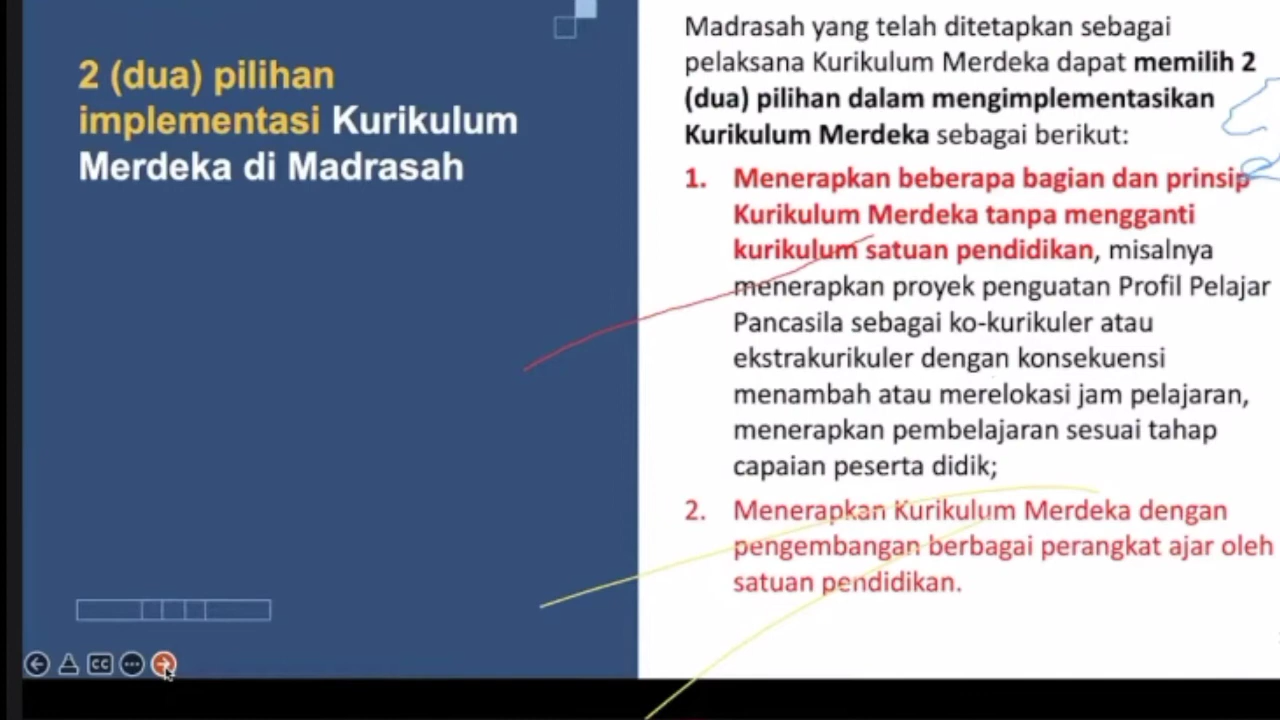 2 (dua) pilihan
implementasi Kurikulum
Merdeka di Madrasah
Madrasah yang telah ditetapkan sebagai
pelaksana Kurikulum Merdeka dapat memilih 2
(dua) pilihan dalam mengimplementasikan
Kurikulum Merdeka sebagai berikut:
1. Menerapkan beberapa bagian dan prinsip
Kurikulum Merdeka tanpa mengganti
kurikulum satuan pendidikan, misalnya
menerapkan proyek penguatan Profil Pelajar
Pancasila sebagai ko-kurikuler atau
ekstrakurikuler dengan konsekuensi
menambah atau merelokasi jam pelajaran,
menerapkan pembelajaran sesuai tahap
capaian peserta didik;
2. Menerapkan Kurikulum Merdeka dengan
pengembangan berbagai perangkat ajar oleh
satuan pendidikan.
CC